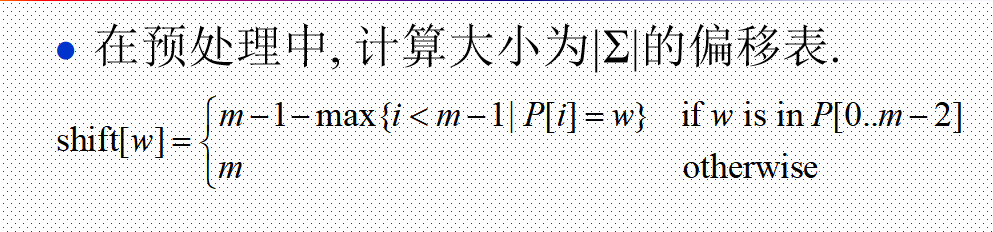 • 在预处理中, 计算大小为|Σ|的偏移表.
shift[w] = { m − 1 − max{i < m − 1 | P[i] = w} if w is in P[0..m − 2]
m otherwise